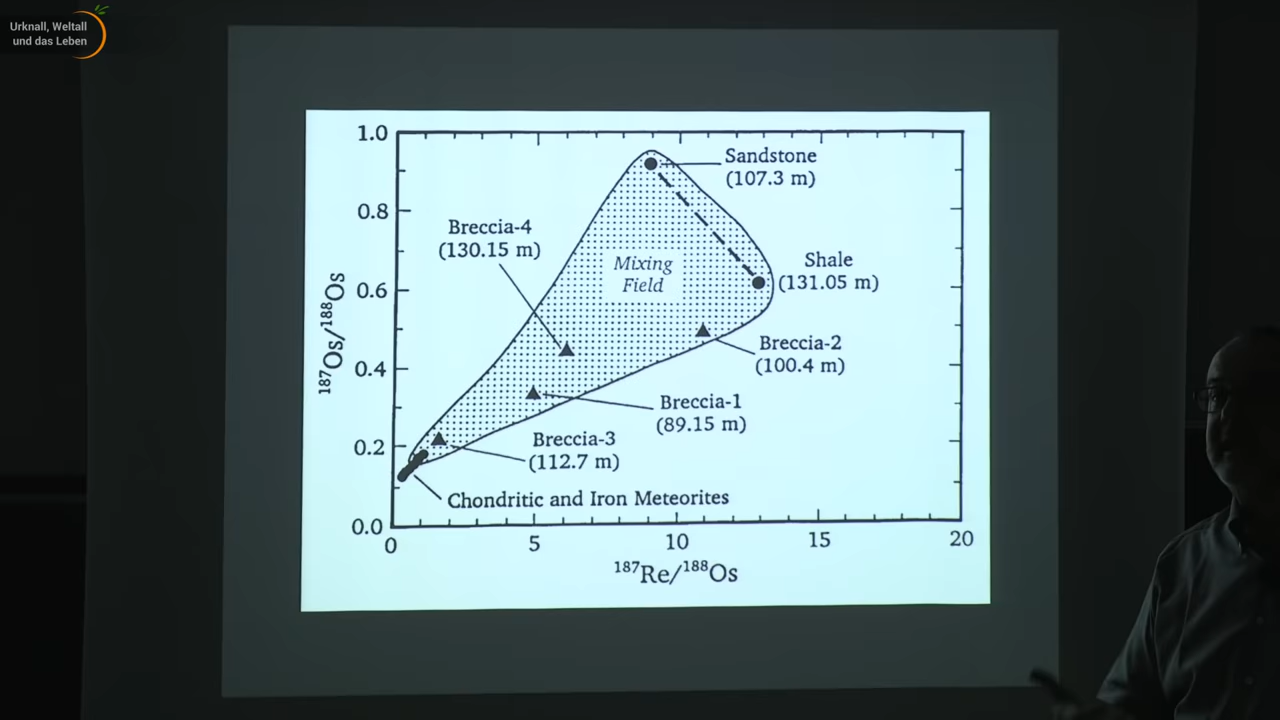 Urknall, Weltall
und das Leben
1.0
0.8
0.6
0.4
0.2
0.0
¹⁸⁷Os/¹⁸⁸Os
Sandstone
(107.3 m)
Breccia-4
(130.15 m)
Mixing
Field
Shale
(131.05 m)
Breccia-2
(100.4 m)
Breccia-1
(89.15 m)
Breccia-3
(112.7 m)
Chondritic and Iron Meteorites
0
5
10
15
20
¹⁸⁷Re/¹⁸⁸Os